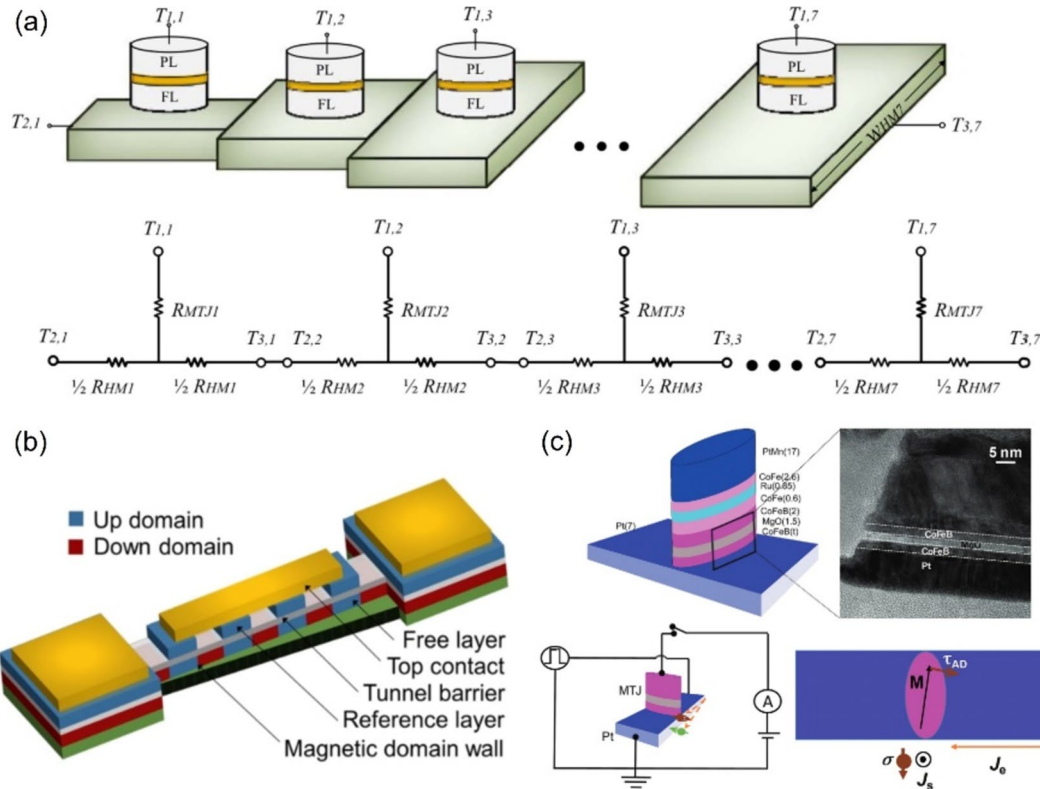 (a)
T1,1
T1,2
T1,3
T1,7
PL
PL
PL
PL
FL
FL
FL
FL
T2,1
WHM7
T3,7
T1,1
T1,2
T1,3
T1,7
RMTJ1
RMTJ2
RMTJ3
RMTJ7
T2,1
T3,1
T2,2
T3,2
T2,3
T3,3
T2,7
T3,7
½ RHM1
½ RHM1
½ RHM2
½ RHM2
½ RHM3
½ RHM3
½ RHM7
½ RHM7
(b)
Up domain
Down domain
Free layer
Top contact
Tunnel barrier
Reference layer
Magnetic domain wall
(c)
PtMn(17)
CoFe(2.6)
Ru(0.85)
CoFe(0.6)
CoFeB(2)
MgO(1.5)
CoFeB(t)
Pt(7)
5 nm
CoFeB
MgO
CoFeB
Pt
MTJ
A
Pt
M
τAD
σ
Js
Je